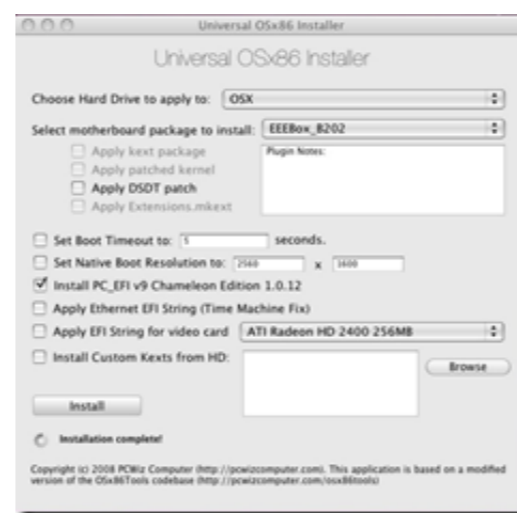 Universal OSx86 Installer
Universal OSx86 Installer
Choose Hard Drive to apply to: OSX
Select motherboard package to install: EEEBox_B202
Apply kext package
Plugin Notes:
Apply patched kernel
Apply DSDT patch
Apply Extensions.mkext
Set Boot Timeout to: 5 seconds.
Set Native Boot Resolution to: 2560 x 1600
Install PC_EFI v9 Chameleon Edition 1.0.12
Apply Ethernet EFI String (Time Machine Fix)
Apply EFI String for video card ATI Radeon HD 2400 256MB
Install Custom Kexts from HD:
Browse
Install
Installation complete!
Copyright (c) 2008 PCWiz Computer (http://pcwizcomputer.com). This application is based on a modified
version of the OSx86Tools codebase (http://pcwizcomputer.com/osx86tools)